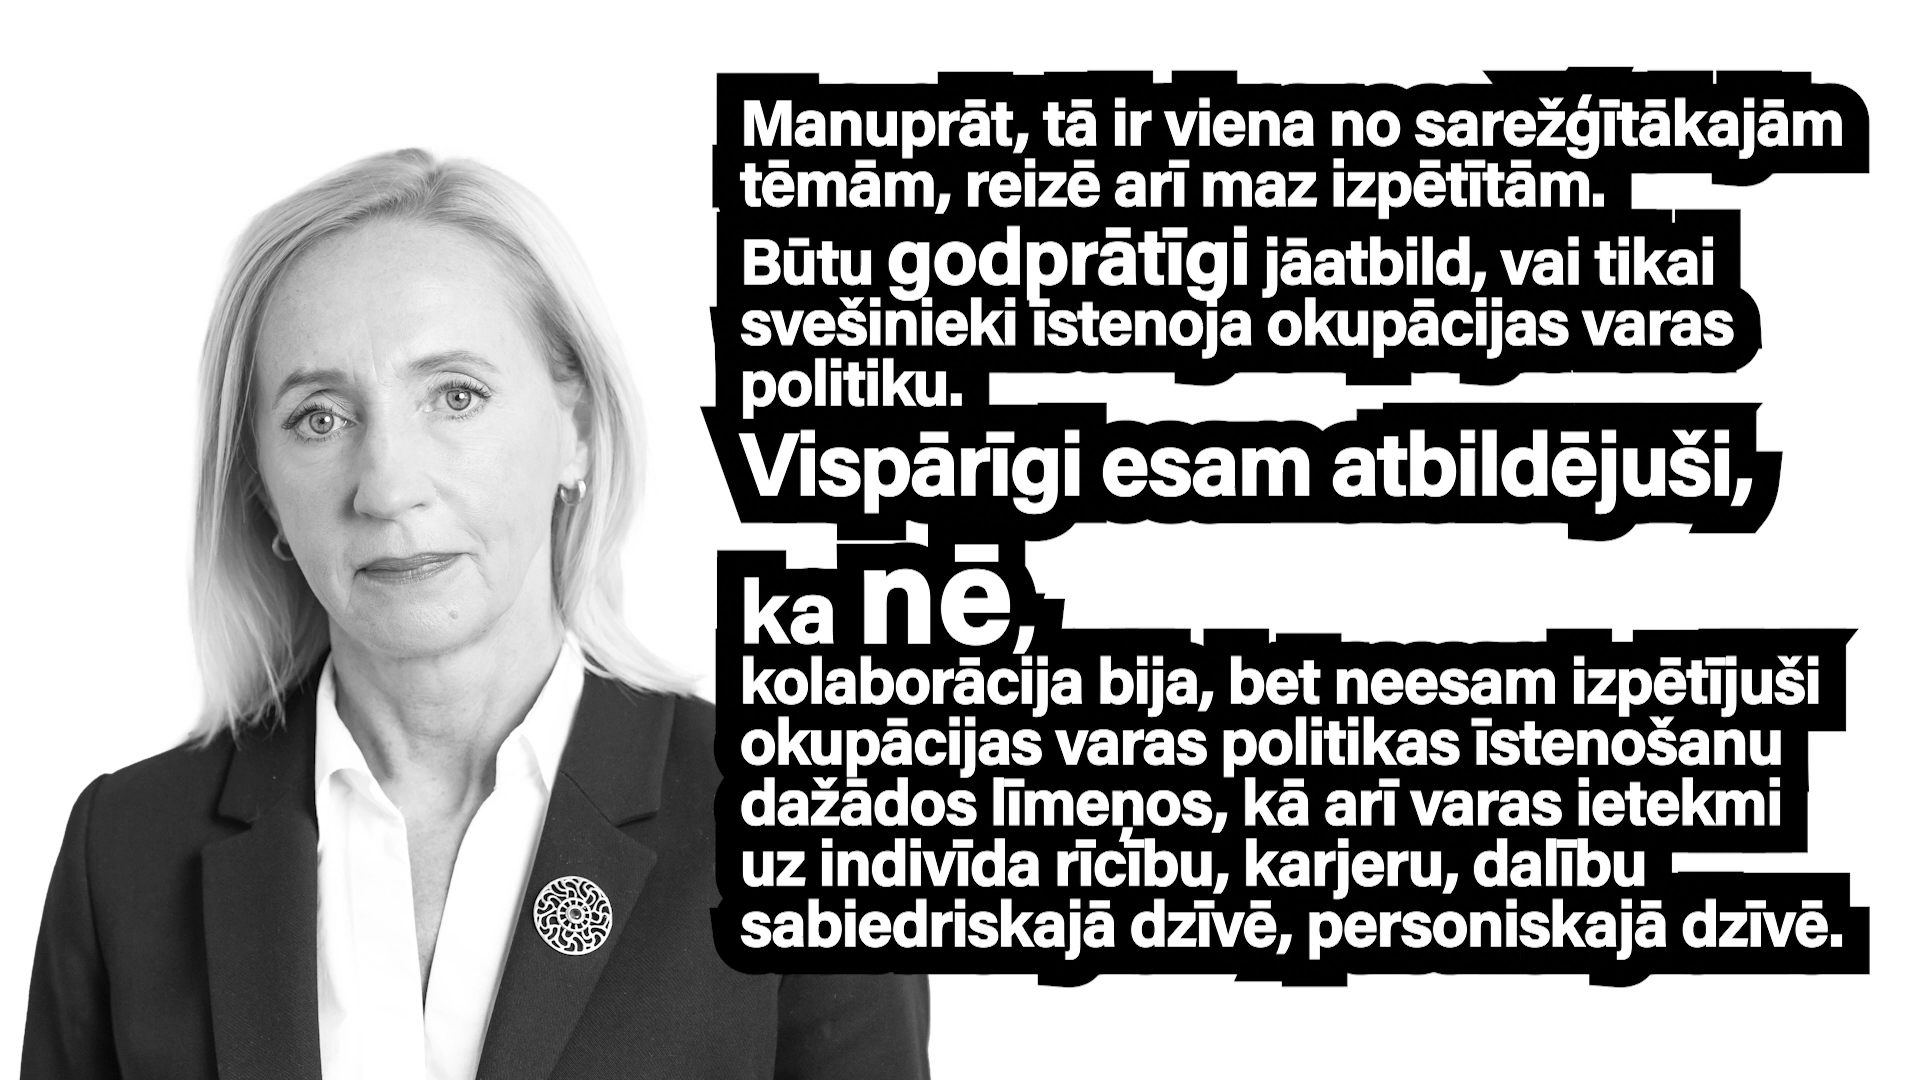 Manuprāt, tā ir viena no sarežģītākajām
tēmām, reizē arī maz izpētītām.
Būtu godprātīgi jāatbild, vai tikai
svešinieki īstenoja okupācijas varas
politiku.
Vispārīgi esam atbildējuši,
ka nē,
kolaborācija bija, bet neesam izpētījuši
okupācijas varas politikas īstenošanu
dažādos līmeņos, kā arī varas ietekmi
uz indivīda rīcību, karjeru, dalību
sabiedriskajā dzīvē, personiskajā dzīvē.